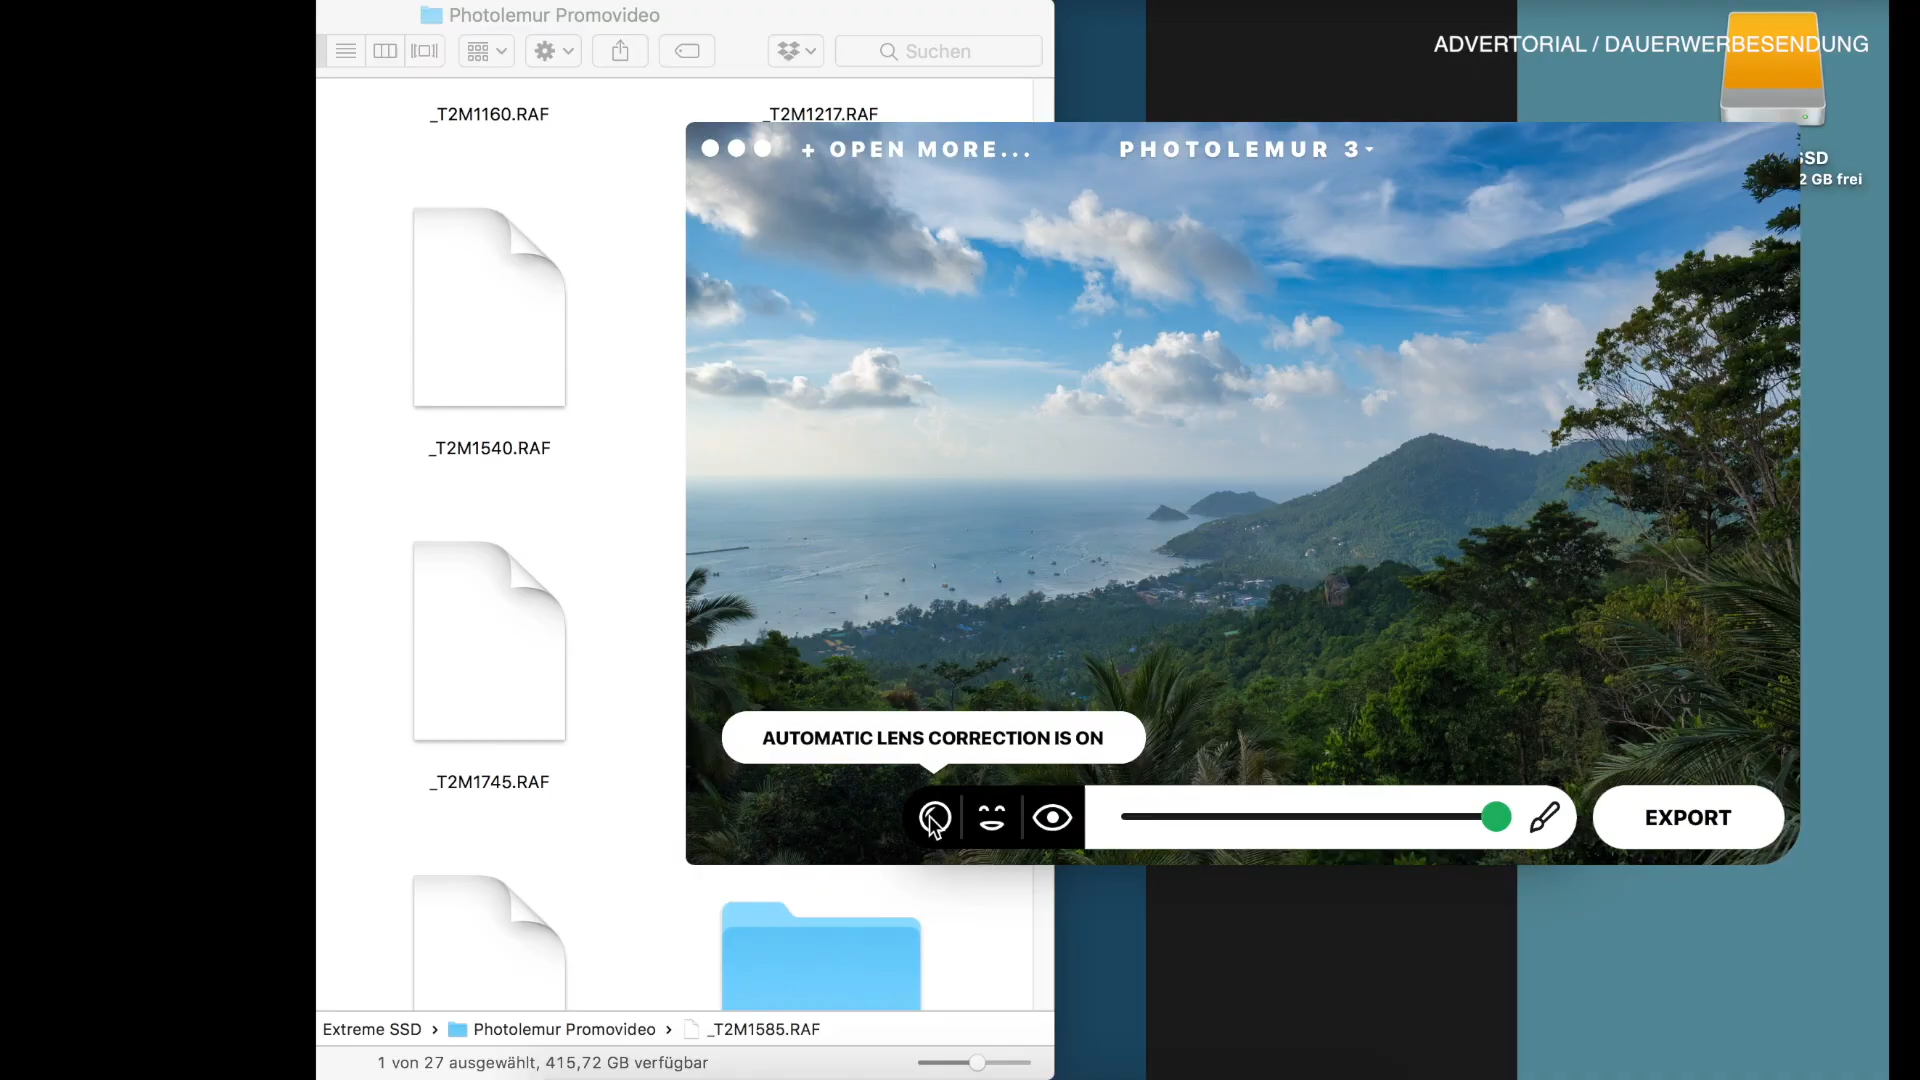 Photolemur Promovideo
Suchen
ADVERTORIAL / DAUERWERBESENDUNG
_T2M1160.RAF
_T2M1217.RAF
+ OPEN MORE...
PHOTOLEMUR 3
SSD
2 GB frei
_T2M1540.RAF
AUTOMATIC LENS CORRECTION IS ON
_T2M1745.RAF
EXPORT
Extreme SSD › Photolemur Promovideo › _T2M1585.RAF
1 von 27 ausgewählt, 415,72 GB verfügbar